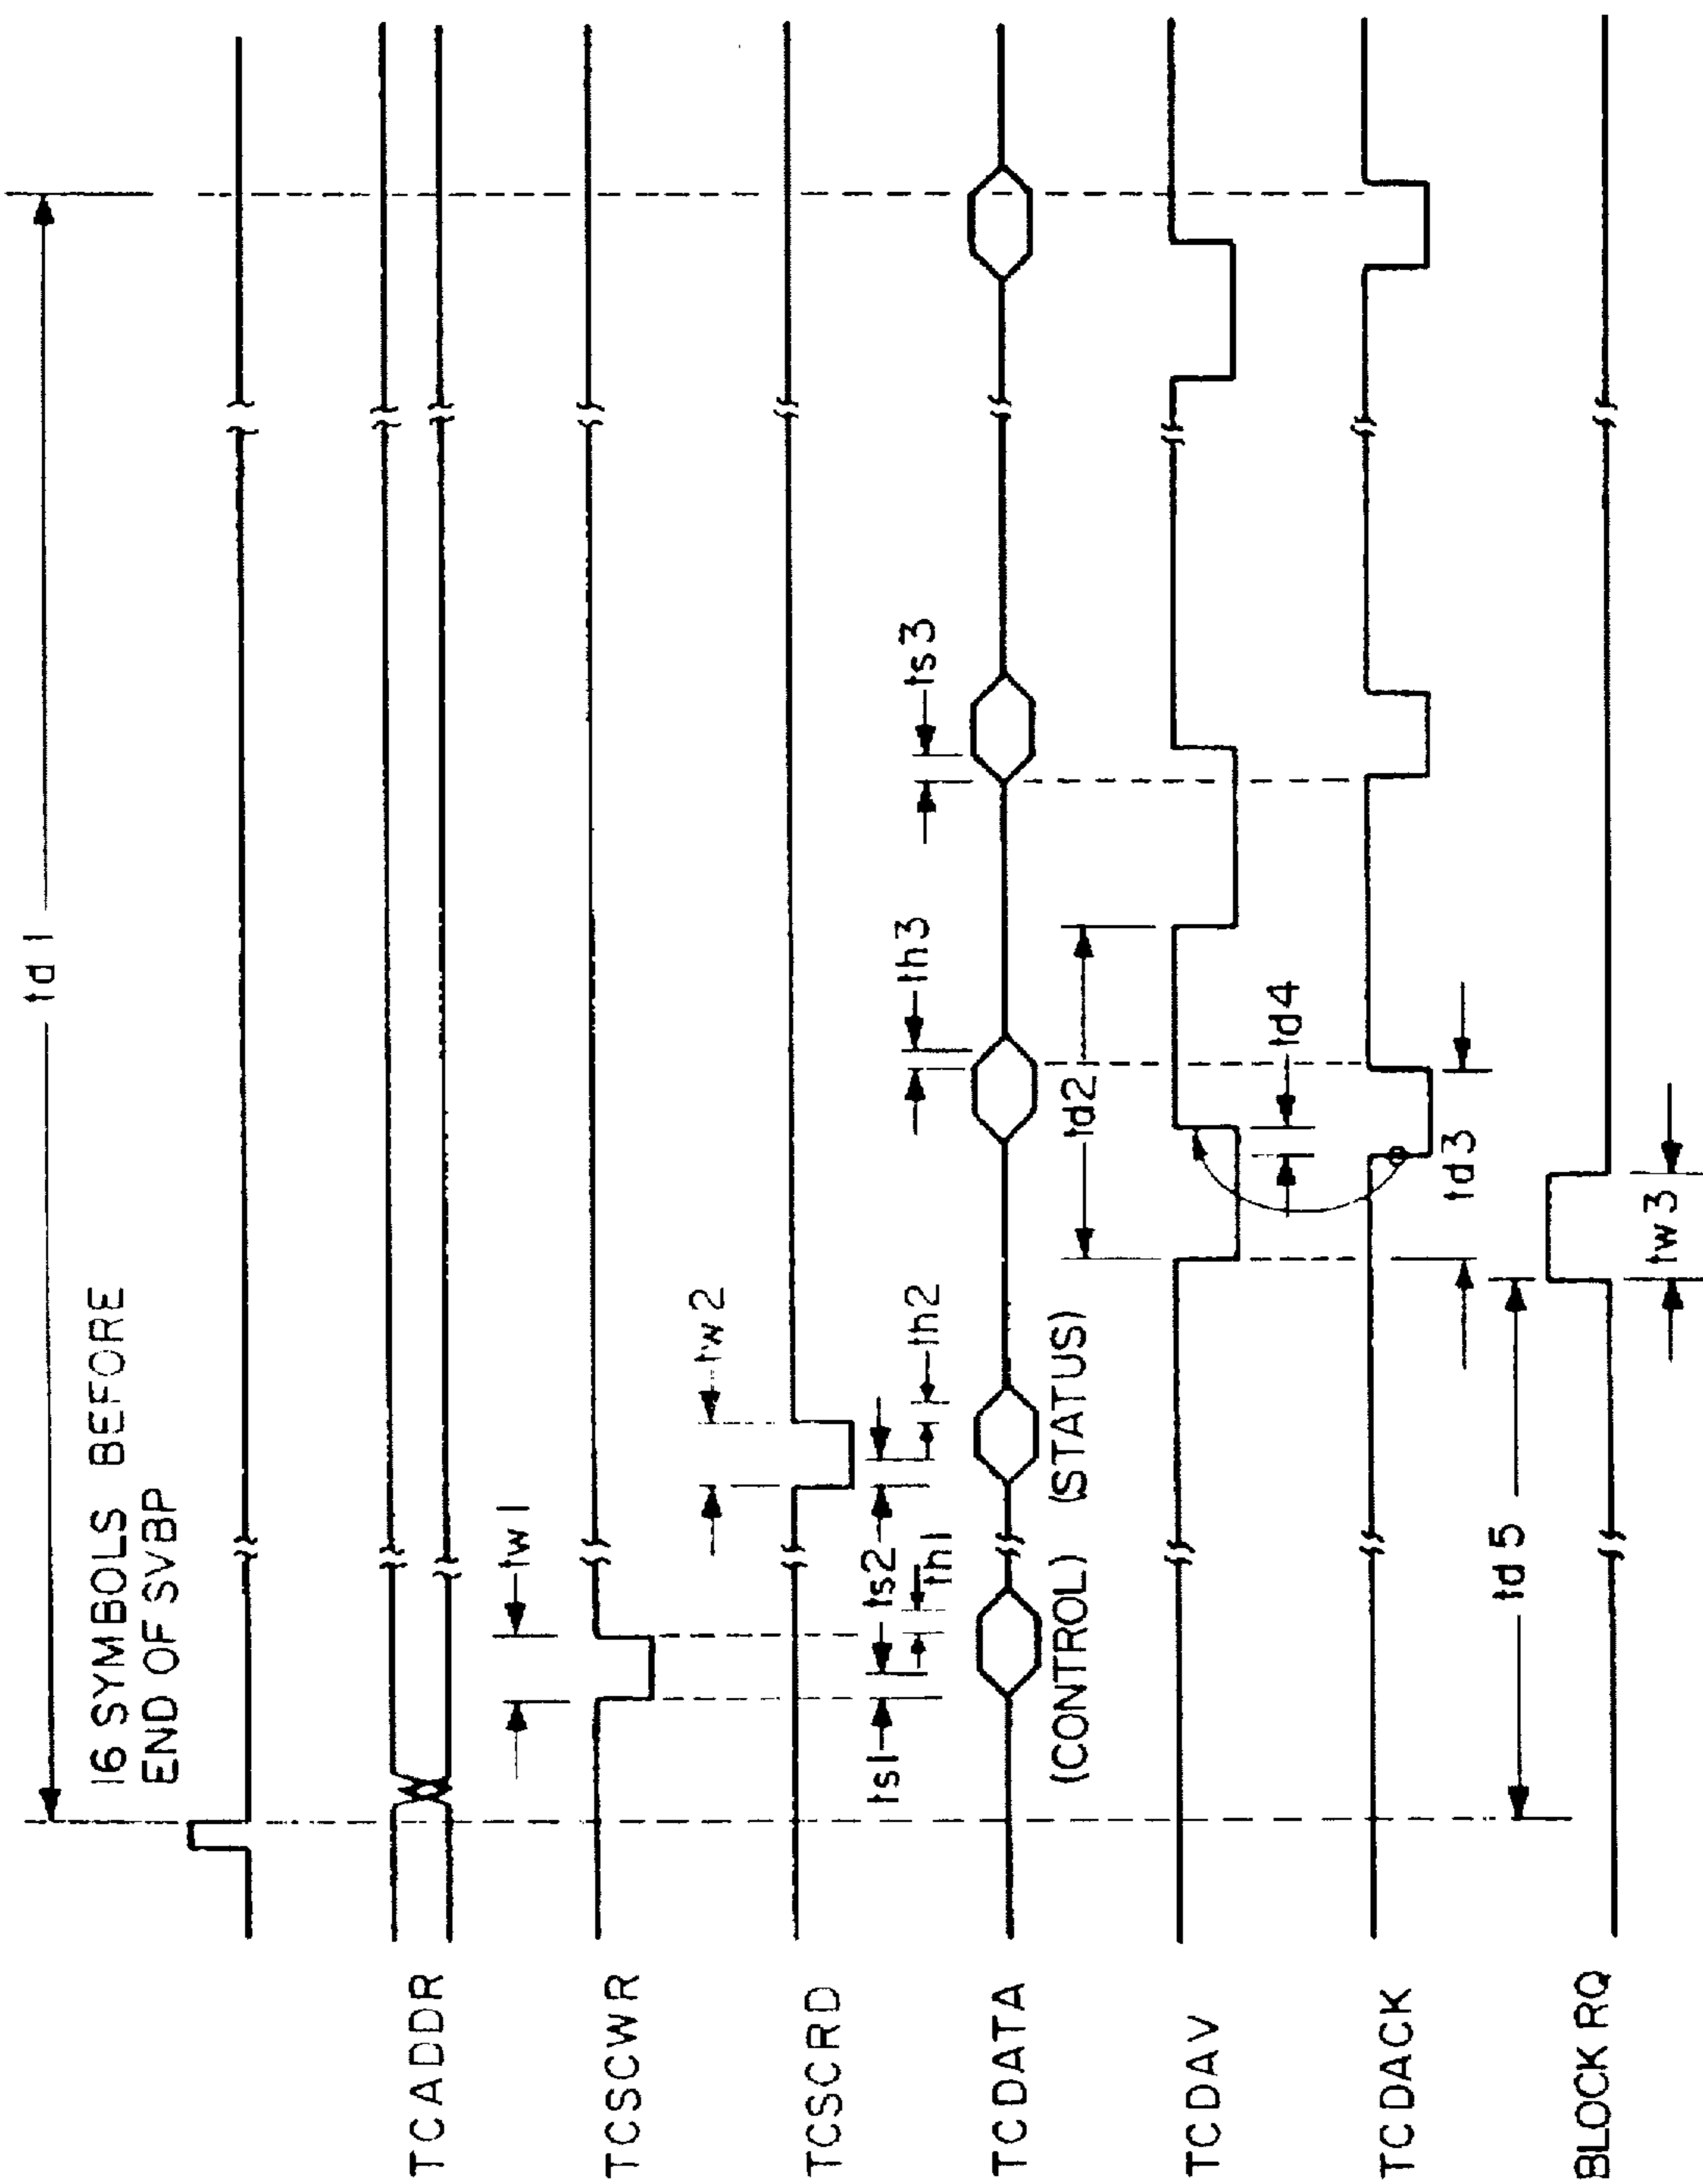 td1
16 SYMBOLS BEFORE
END OF SVBP
TCADDR
TCSCWR
tw1
TCSCRD
tw2
ts1
ts2
th1
th2
th3
ts3
TCDATA
(CONTROL)
(STATUS)
td2
TCDAV
td4
TCDACK
td3
td5
BLOCK RQ
tw3